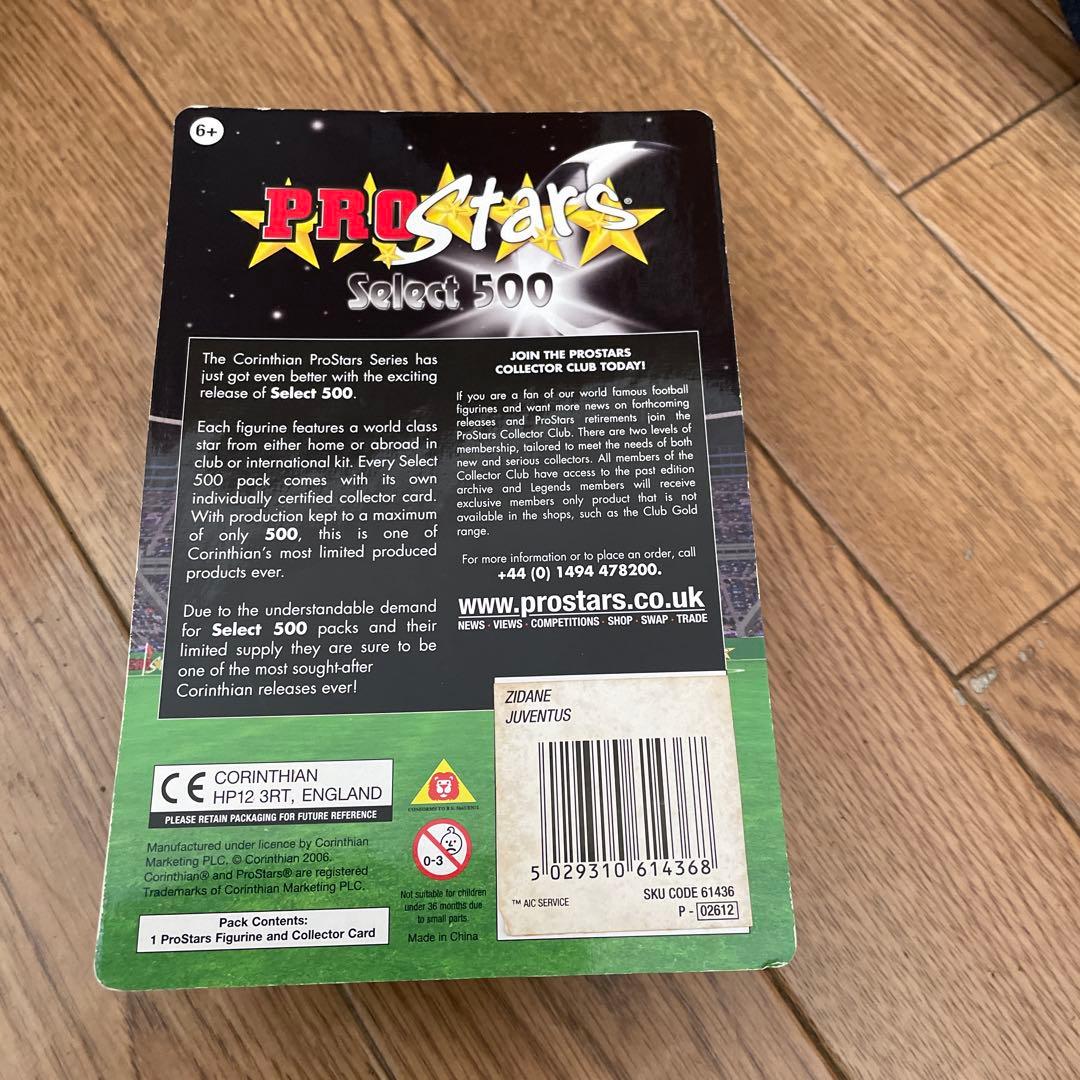 6+
PROStars®
Select 500
The Corinthian ProStars Series has
just got even better with the exciting
release of Select 500.
Each figurine features a world class
star from either home or abroad in
club or international kit. Every Select
500 pack comes with its own
individually certified collector card.
With production kept to a maximum
of only 500, this is one of
Corinthian's most limited produced
products ever.
Due to the understandable demand
for Select 500 packs and their
limited supply they are sure to be
one of the most sought-after
Corinthian releases ever!
JOIN THE PROSTARS
COLLECTOR CLUB TODAY!
If you are a fan of our world famous football
figurines and want more news on forthcoming
releases and ProStars retirements join the
ProStars Collector Club. There are two levels of
membership, tailored to meet the needs of both
new and serious collectors. All members of the
Collector Club have access to the past edition
archive and Legends members will receive
exclusive members only product that is not
available in the shops, such as the Club Gold
range.
For more information or to place an order, call
+44 (0) 1494 478200.
www.prostars.co.uk
NEWS · VIEWS · COMPETITIONS · SHOP · SWAP · TRADE
ZIDANE
JUVENTUS
5 029310 614368
™ AIC SERVICE
SKU CODE 61436
P - 02612
CE CORINTHIAN
HP12 3RT, ENGLAND
PLEASE RETAIN PACKAGING FOR FUTURE REFERENCE
Manufactured under licence by Corinthian
Marketing PLC. © Corinthian 2006.
Corinthian® and ProStars® are registered
Trademarks of Corinthian Marketing PLC.
Pack Contents:
1 ProStars Figurine and Collector Card
CONFORMS TO B.S.
0-3
Not suitable for children
under 36 months due
to small parts.
Made in China